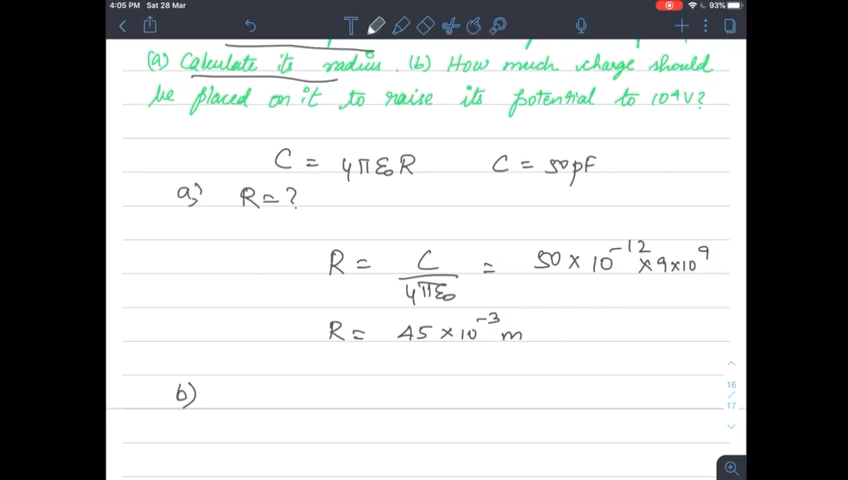 4:05 PM Sat 28 Mar
93%
(a) Calculate its radius. (b) How much charge should
be placed on it to raise its potential to 10⁴V?
C = 4πε₀R C = 50pF
a) R = ?
R = C/4πε₀ = 50 × 10⁻¹² × 9×10⁹
R = 45 × 10⁻³ m
b)
16
/
17